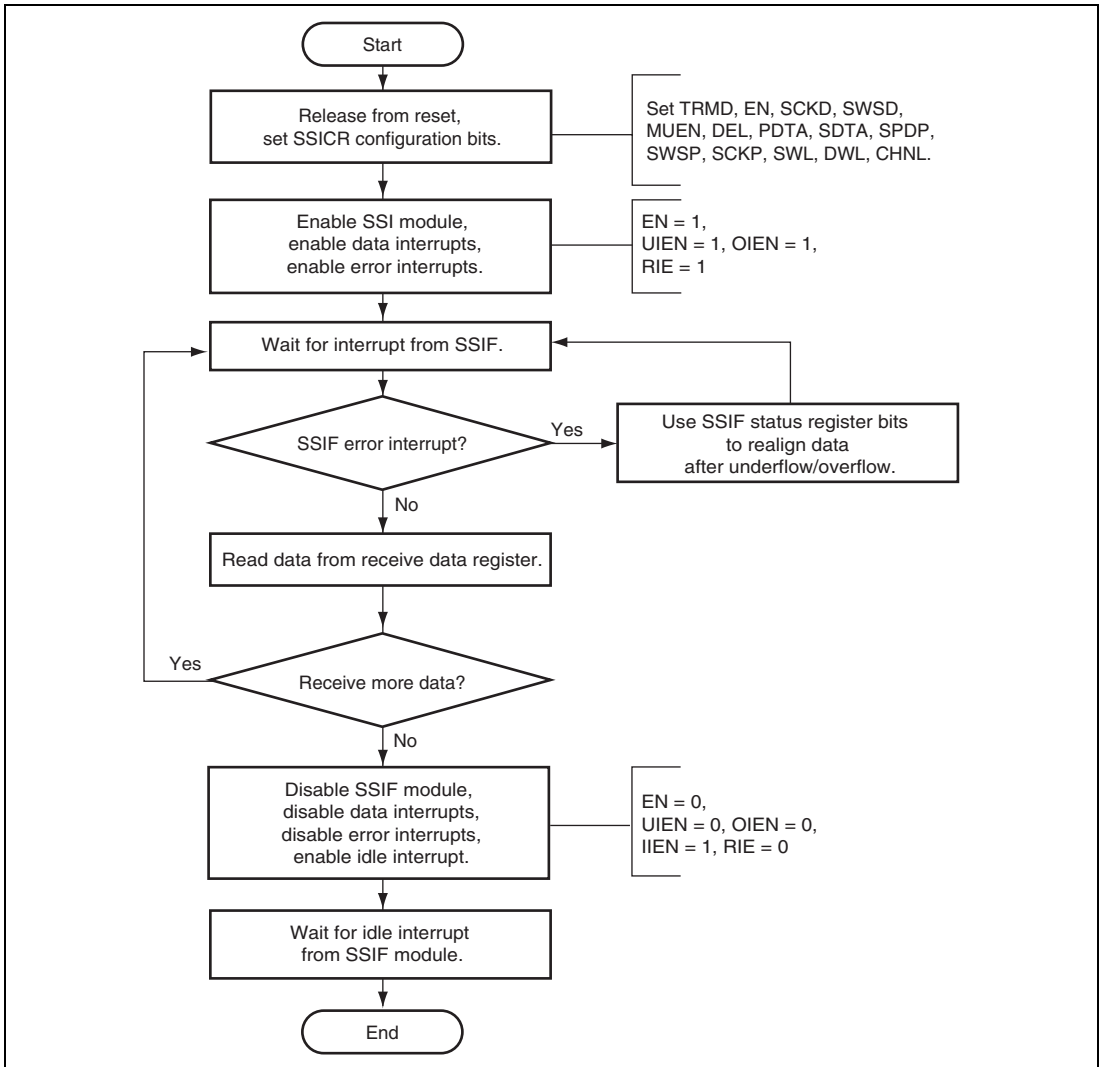 Start
Release from reset,
set SSICR configuration bits.
Set TRMD, EN, SCKD, SWSD,
MUEN, DEL, PDTA, SDTA, SPDP,
SWSP, SCKP, SWL, DWL, CHNL.
Enable SSI module,
enable data interrupts,
enable error interrupts.
EN = 1,
UIEN = 1, OIEN = 1,
RIE = 1
Wait for interrupt from SSIF.
SSIF error interrupt?
Yes
Use SSIF status register bits
to realign data
after underflow/overflow.
No
Read data from receive data register.
Yes
Receive more data?
No
Disable SSIF module,
disable data interrupts,
disable error interrupts,
enable idle interrupt.
EN = 0,
UIEN = 0, OIEN = 0,
IIEN = 1, RIE = 0
Wait for idle interrupt
from SSIF module.
End